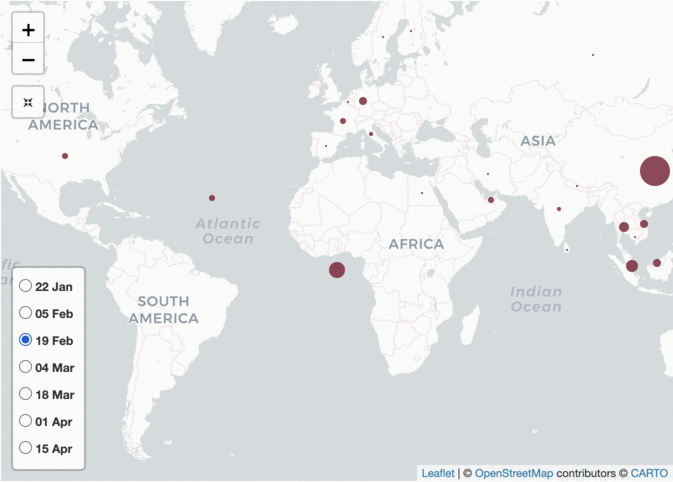 +
−
NORTH
AMERICA
ASIA
Atlantic
Ocean
AFRICA
SOUTH
AMERICA
Indian
Ocean
22 Jan
05 Feb
19 Feb
04 Mar
18 Mar
01 Apr
15 Apr
Leaflet | © OpenStreetMap contributors © CARTO